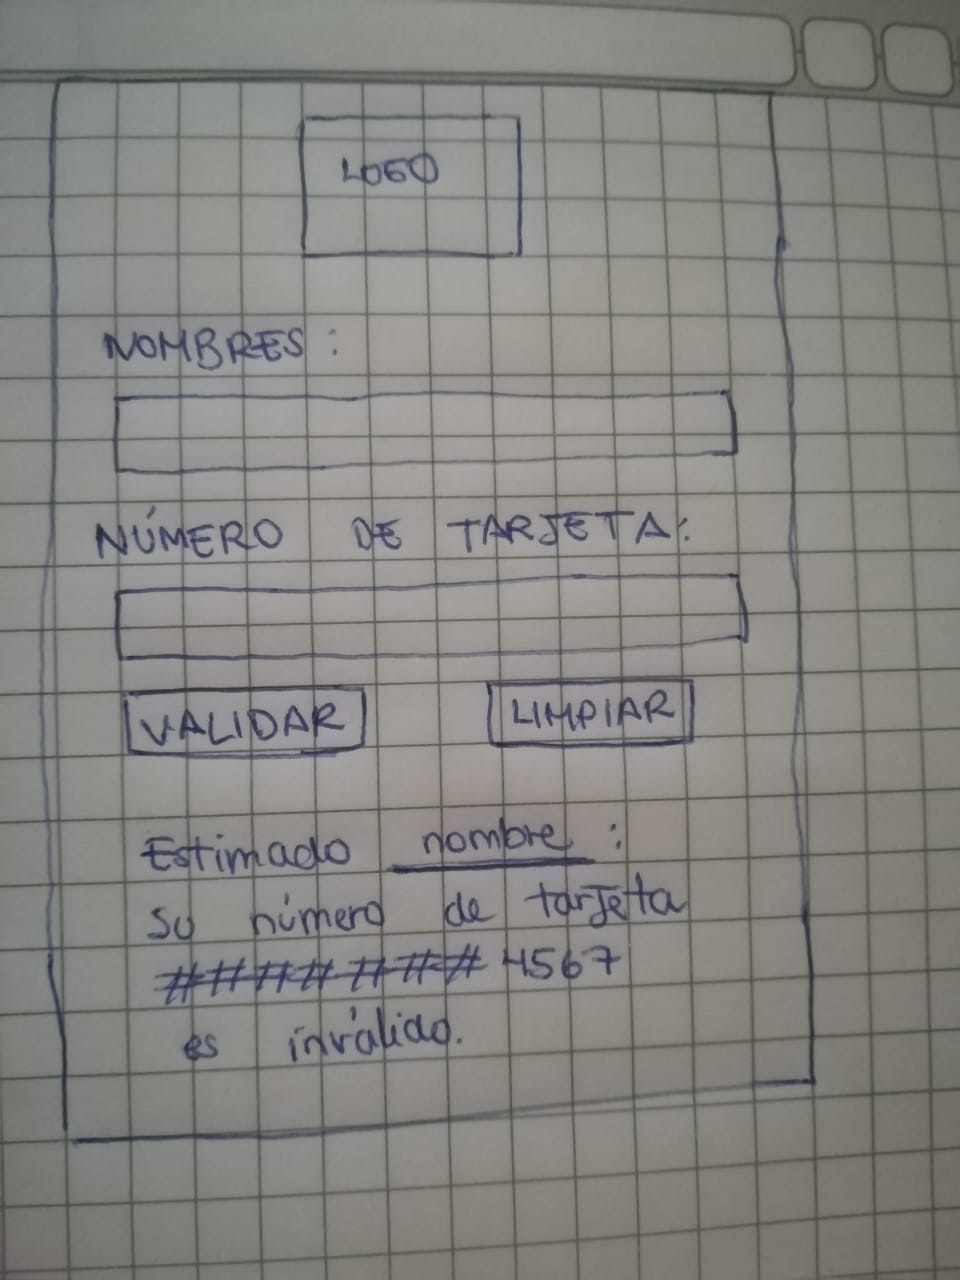 LOGO
NOMBRES:
NÚMERO DE TARJETA:
VALIDAR LIMPIAR
Estimado nombre:
Su número de tarjeta
####### 4567
es inválido.